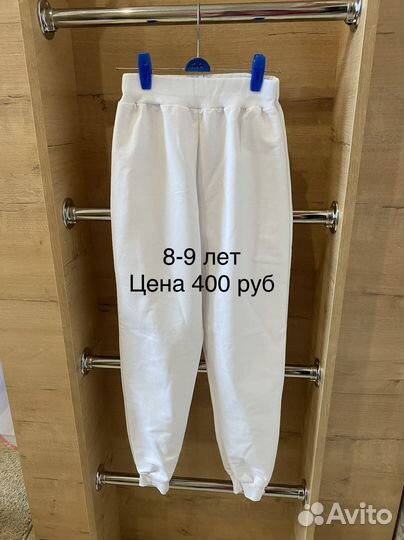 8-9 лет
Цена 400 руб
Avito